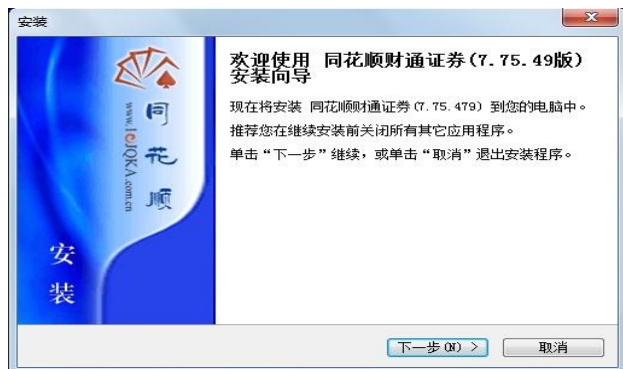 安装
欢迎使用 同花顺财通证券(7.75.49版)
安装向导
现在将安装 同花顺财通证券(7.75.479) 到您的电脑中。
推荐您在继续安装前关闭所有其它应用程序。
单击“下一步”继续，或单击“取消”退出安装程序。
同花顺
www.10JQKA.com.cn
安装
下一步(N) >
取消